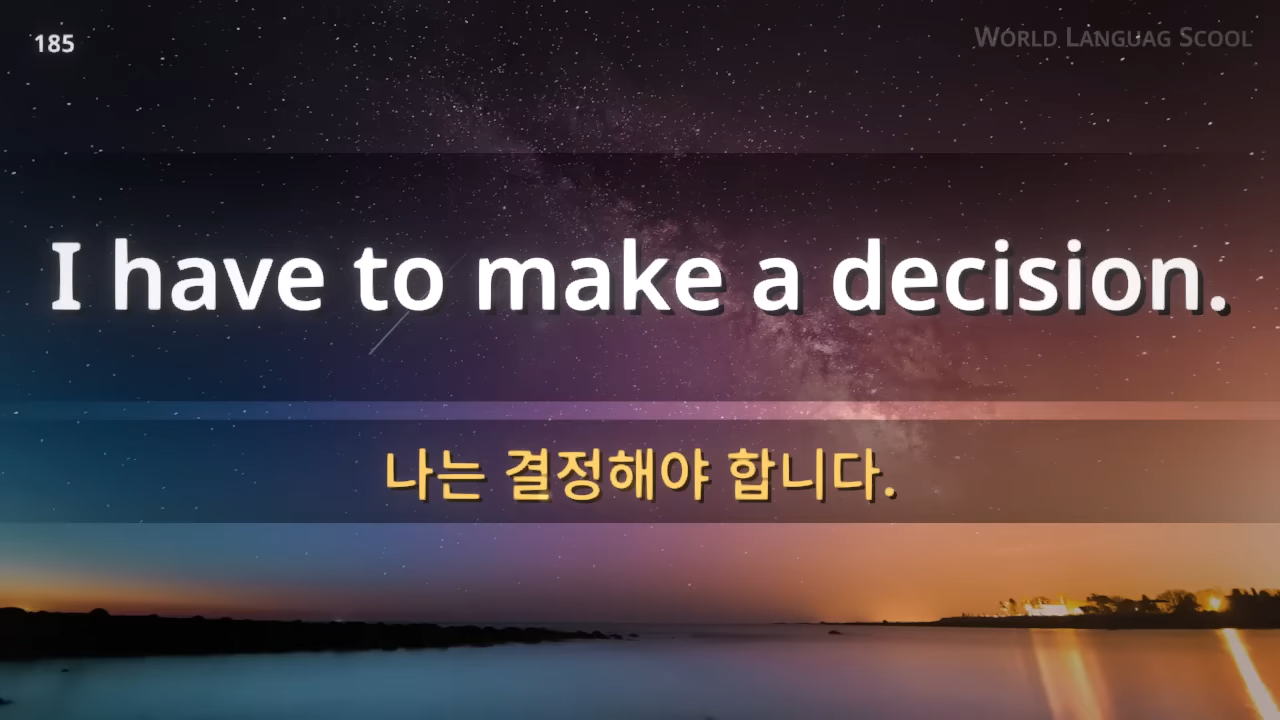 185
WORLD LANGUAG SCOOL
I have to make a decision.
나는 결정해야 합니다.